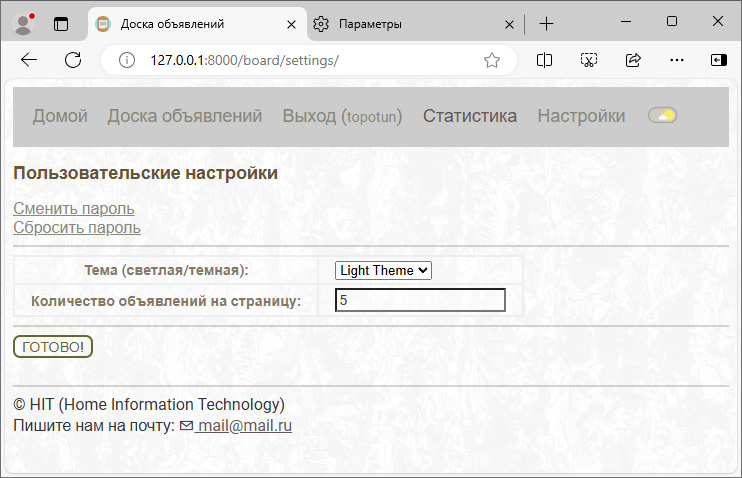 Доска объявлений
Параметры
127.0.0.1:8000/board/settings/
Домой Доска объявлений Выход (topotun) Статистика Настройки
Пользовательские настройки
Сменить пароль
Сбросить пароль
Тема (светлая/темная): Light Theme
Количество объявлений на страницу: 5
ГОТОВО!
© HIT (Home Information Technology)
Пишите нам на почту: mail@mail.ru